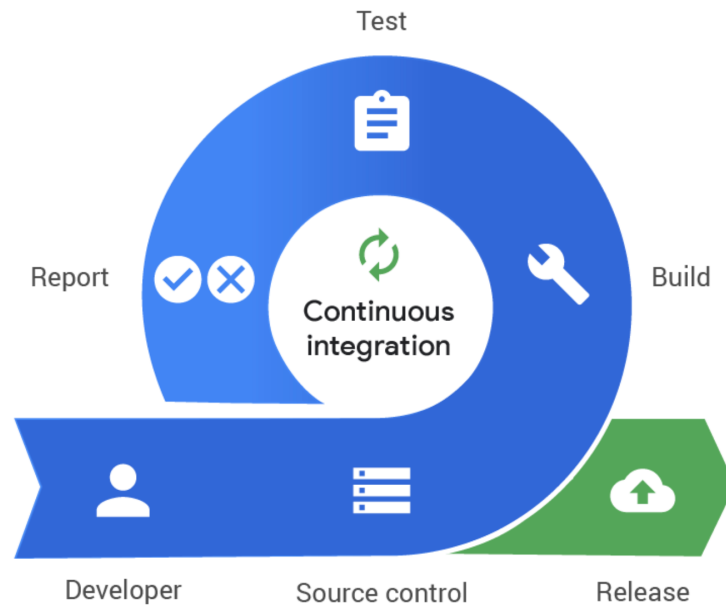 Test
Report
Continuous
integration
Build
Developer
Source control
Release